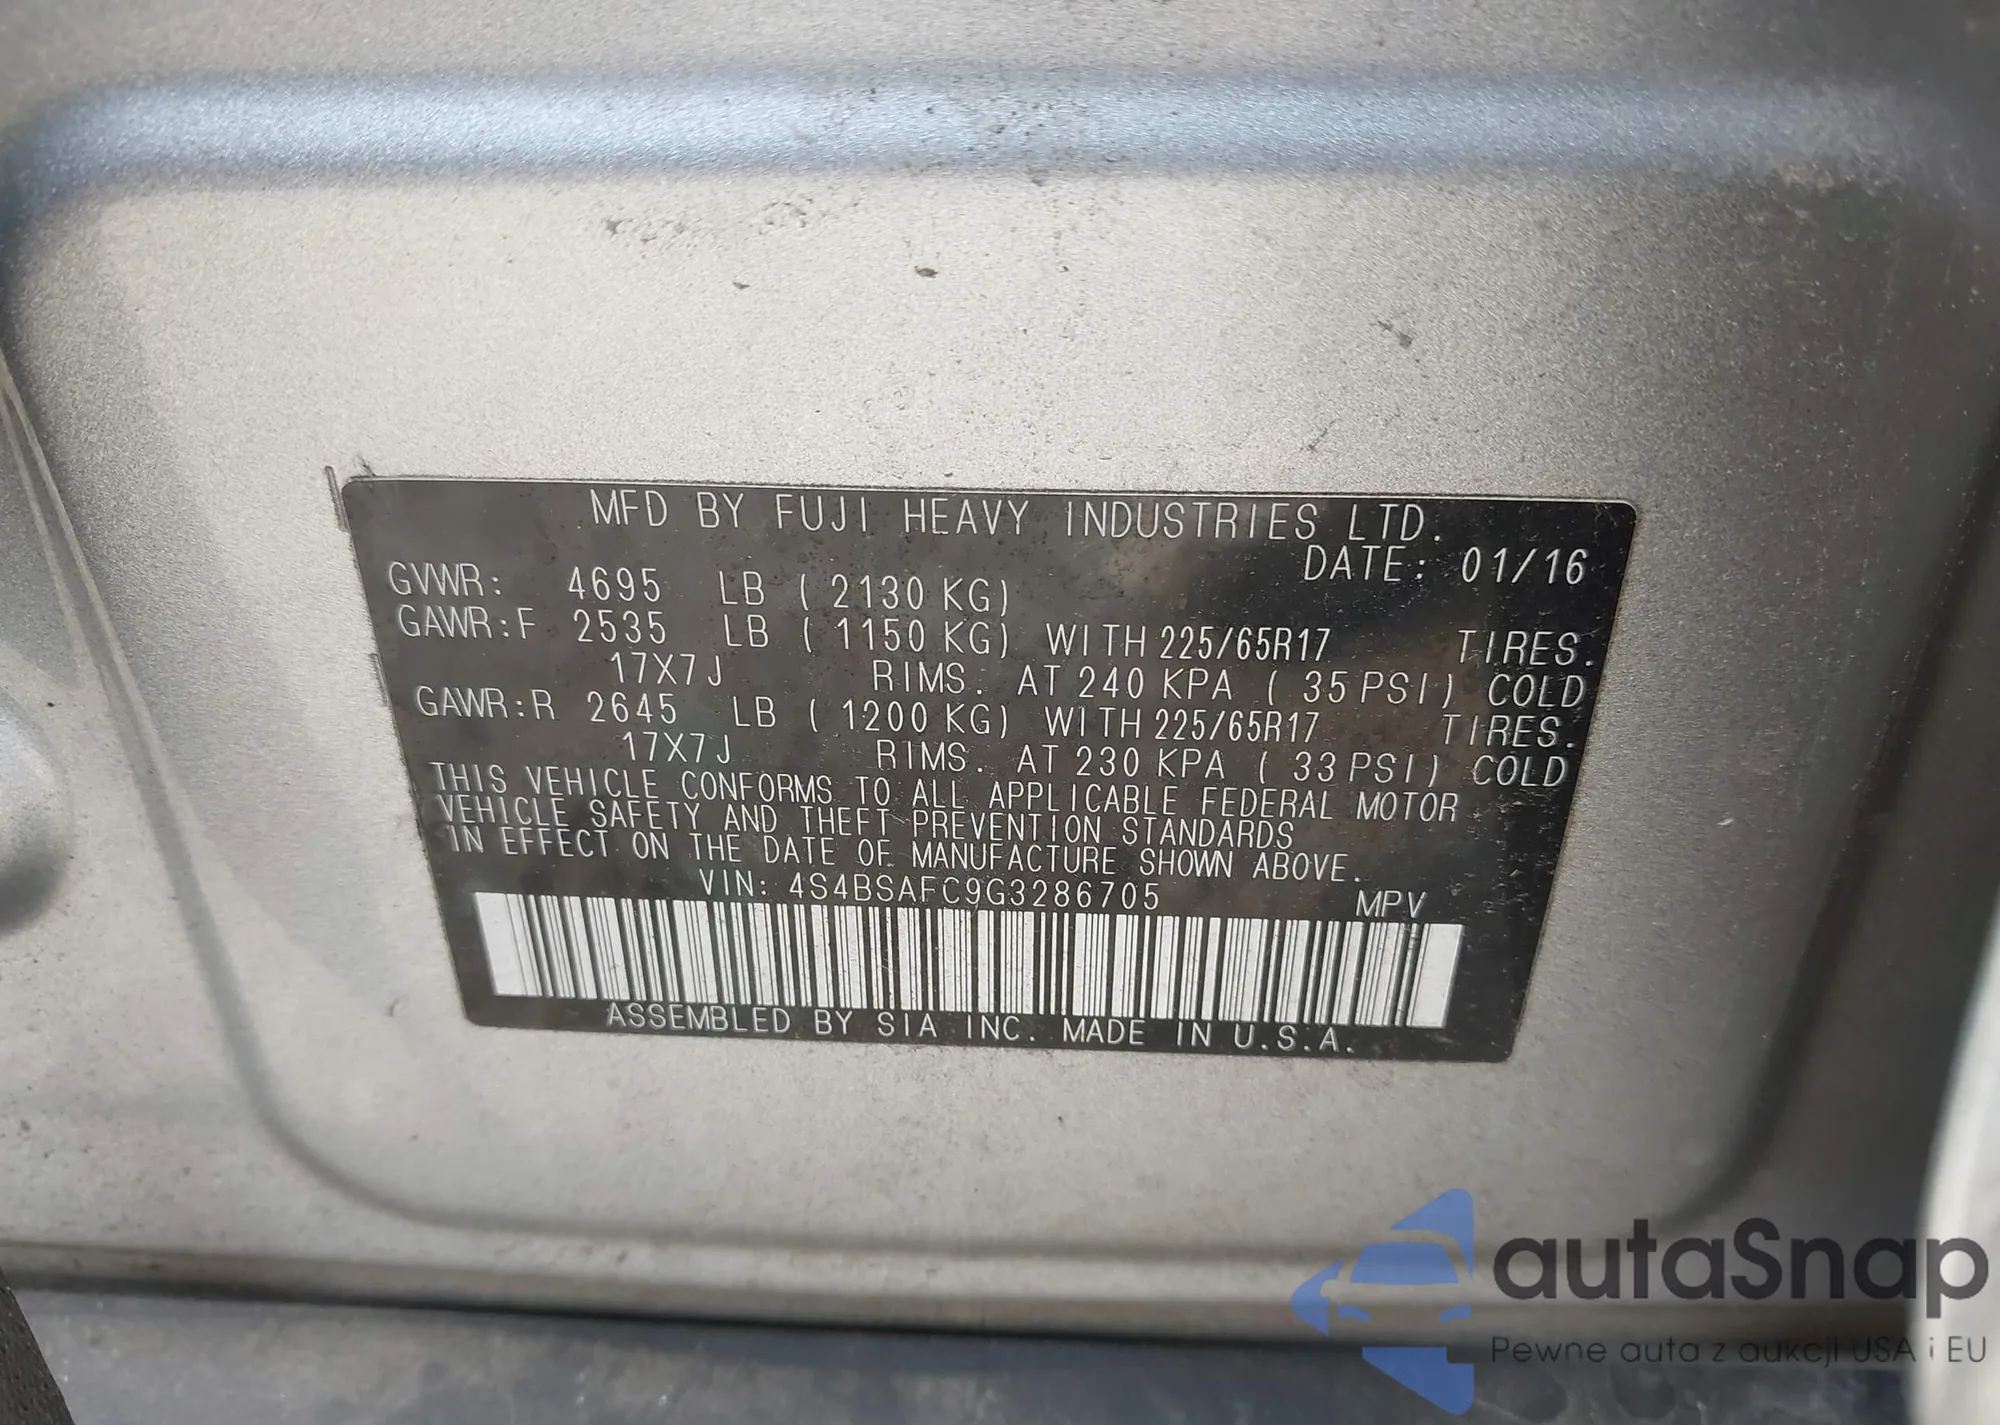 MFD BY FUJI HEAVY INDUSTRIES LTD.
DATE: 01/16
GVWR: 4695 LB ( 2130 KG)
GAWR:F 2535 LB ( 1150 KG) WITH 225/65R17 TIRES.
17X7J RIMS. AT 240 KPA ( 35 PSI) COLD
GAWR:R 2645 LB ( 1200 KG) WITH 225/65R17 TIRES.
17X7J RIMS. AT 230 KPA ( 33 PSI) COLD
THIS VEHICLE CONFORMS TO ALL APPLICABLE FEDERAL MOTOR
VEHICLE SAFETY AND THEFT PREVENTION STANDARDS
IN EFFECT ON THE DATE OF MANUFACTURE SHOWN ABOVE.
VIN: 4S4BSAFC9G3286705 MPV
ASSEMBLED BY SIA INC. MADE IN U.S.A.
autaSnap
Pewne auta z aukcji USA i EU